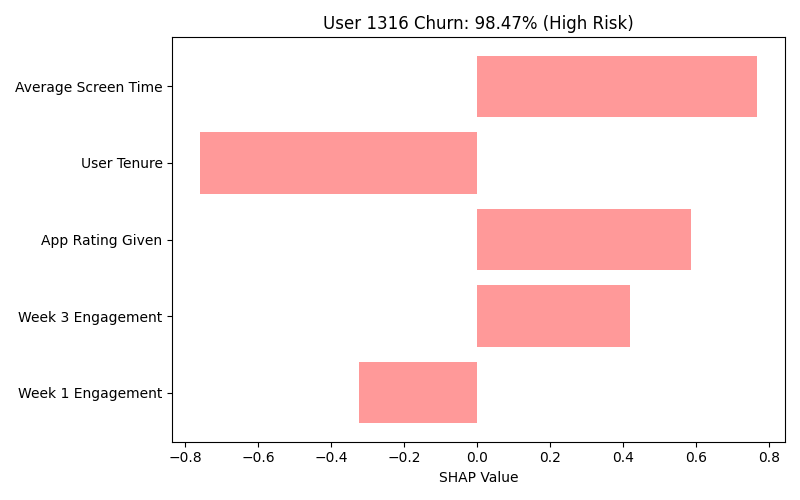 User 1316 Churn: 98.47% (High Risk)
Average Screen Time
User Tenure
App Rating Given
Week 3 Engagement
Week 1 Engagement
−0.8 −0.6 −0.4 −0.2 0.0 0.2 0.4 0.6 0.8
SHAP Value